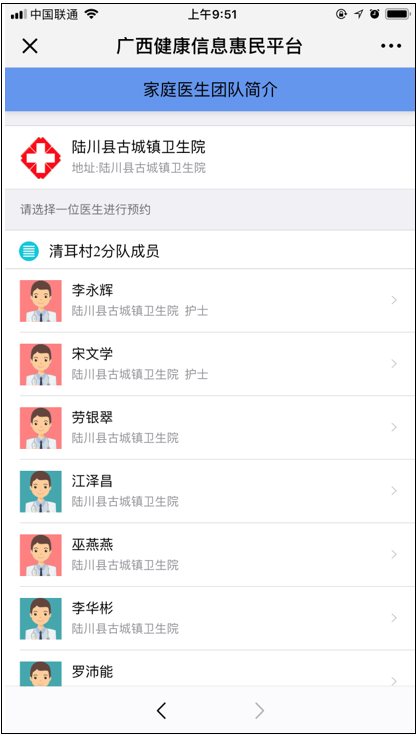 中国联通
上午9:51
广西健康信息惠民平台
家庭医生团队简介
陆川县古城镇卫生院
地址:陆川县古城镇卫生院
请选择一位医生进行预约
清耳村2分队成员
李永辉
陆川县古城镇卫生院 护士
宋文学
陆川县古城镇卫生院 护士
劳银翠
陆川县古城镇卫生院
江泽昌
陆川县古城镇卫生院
巫燕燕
陆川县古城镇卫生院
李华彬
陆川县古城镇卫生院
罗沛能